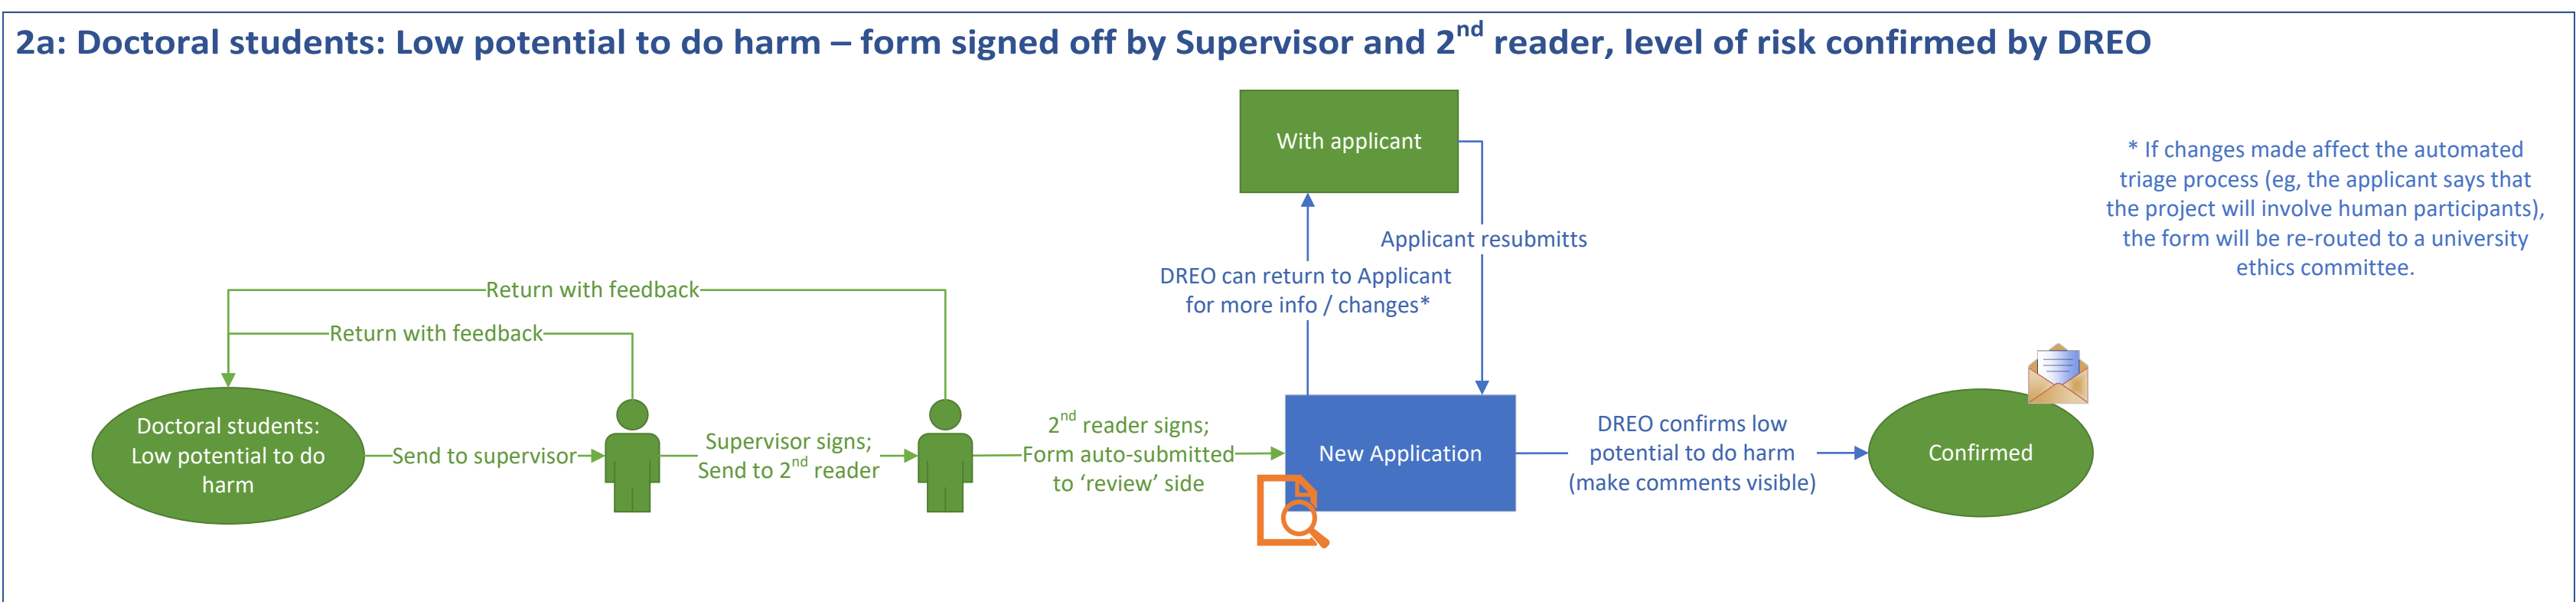 2a: Doctoral students: Low potential to do harm – form signed off by Supervisor and 2nd reader, level of risk confirmed by DREO
With applicant
* If changes made affect the automated
triage process (eg, the applicant says that
the project will involve human participants),
the form will be re-routed to a university
ethics committee.
Applicant resubmitts
DREO can return to Applicant
for more info / changes*
Return with feedback
Return with feedback
Doctoral students:
Low potential to do
harm
Send to supervisor
Supervisor signs;
Send to 2nd reader
2nd reader signs;
Form auto-submitted
to ‘review’ side
New Application
DREO confirms low
potential to do harm
(make comments visible)
Confirmed